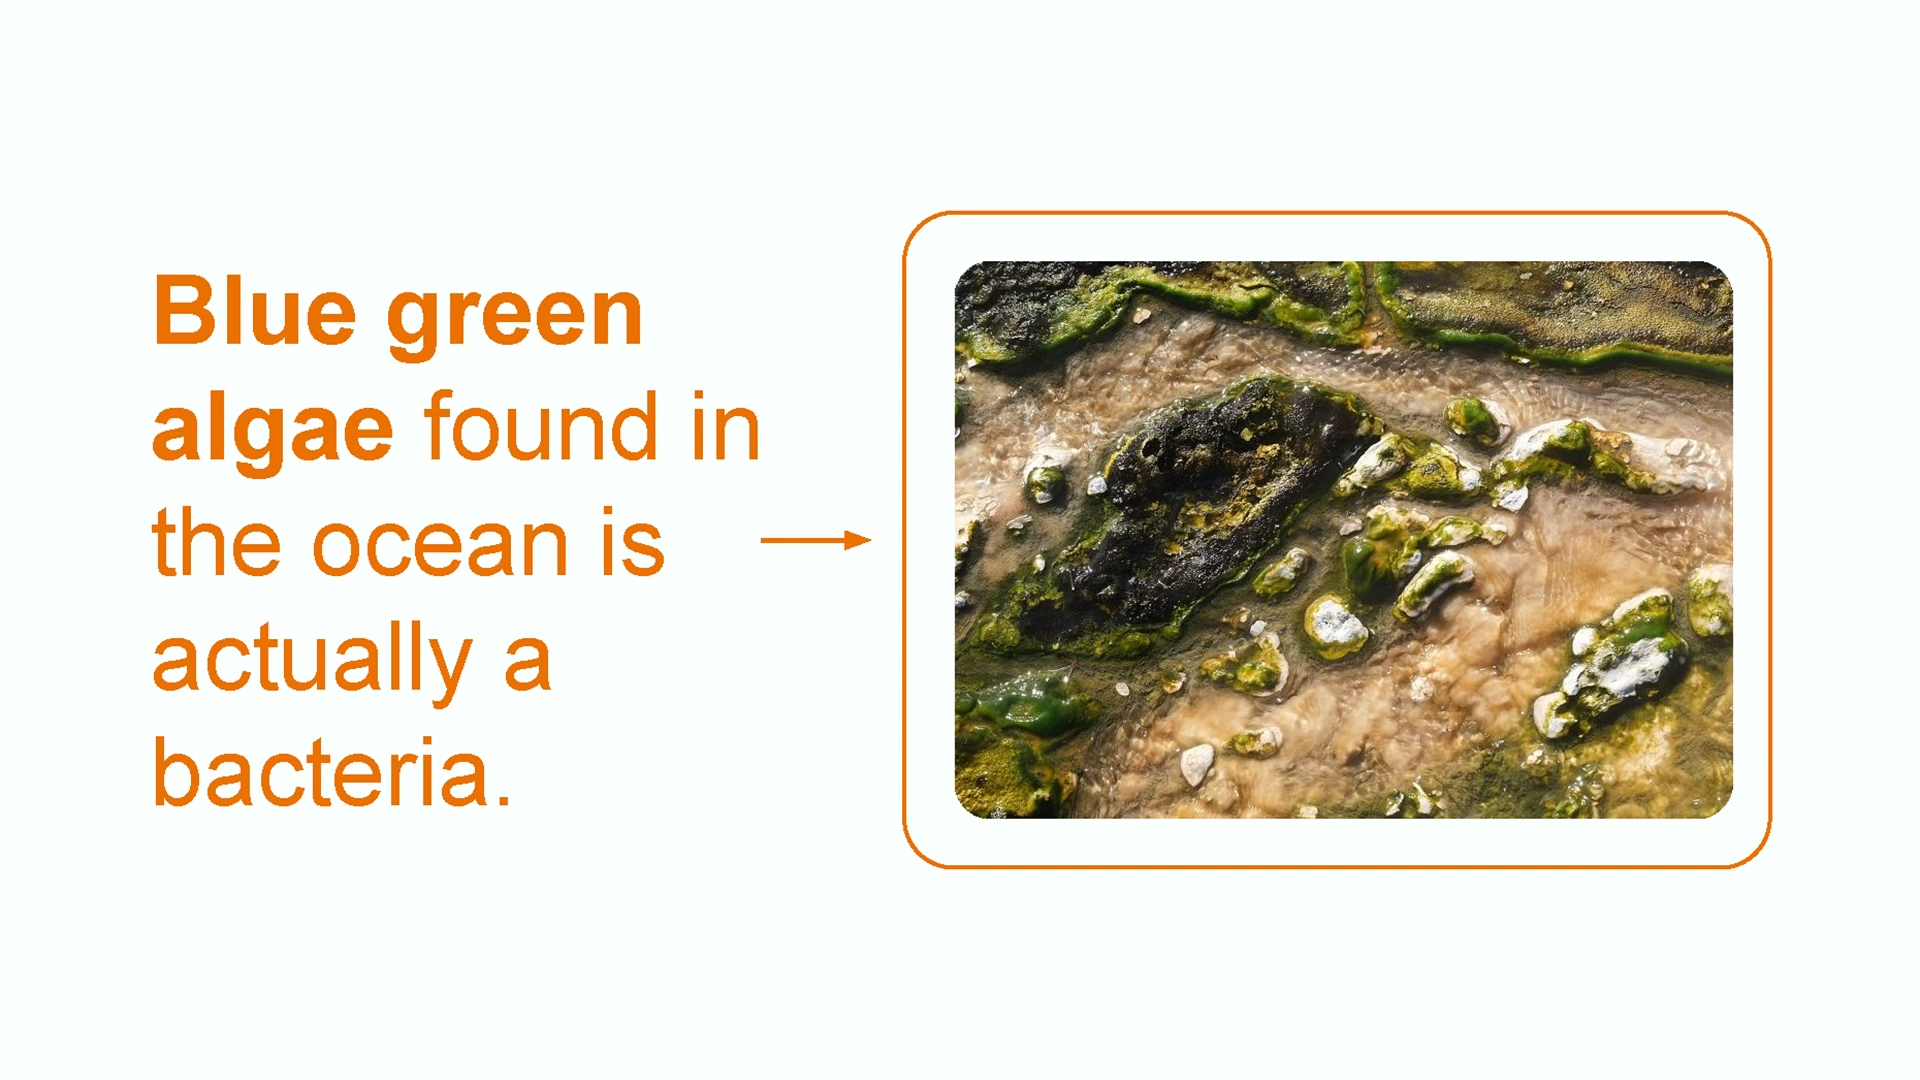 Blue green
algae found in
the ocean is
actually a
bacteria.